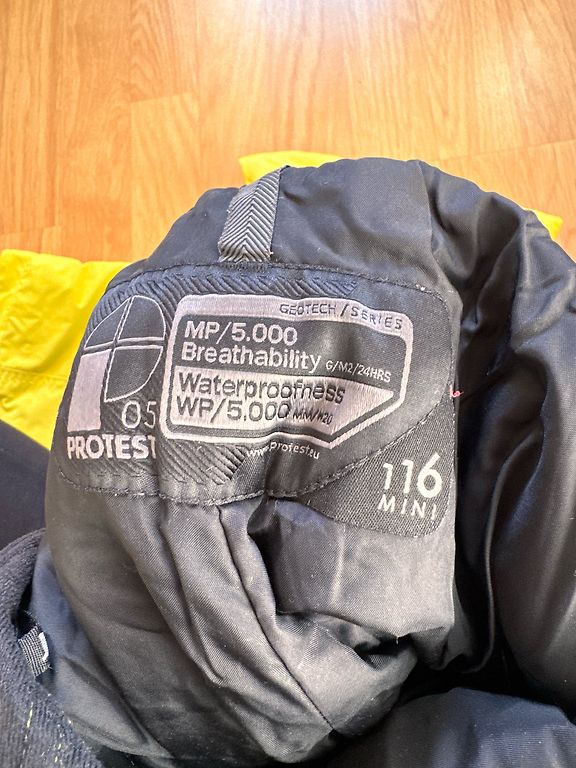 GEOTECH / SERIES
MP/5.000
Breathability G/M2/24HRS
Waterproofness
WP/5.000 MM/H2O
05
PROTEST
www.protest.eu
116
MINI